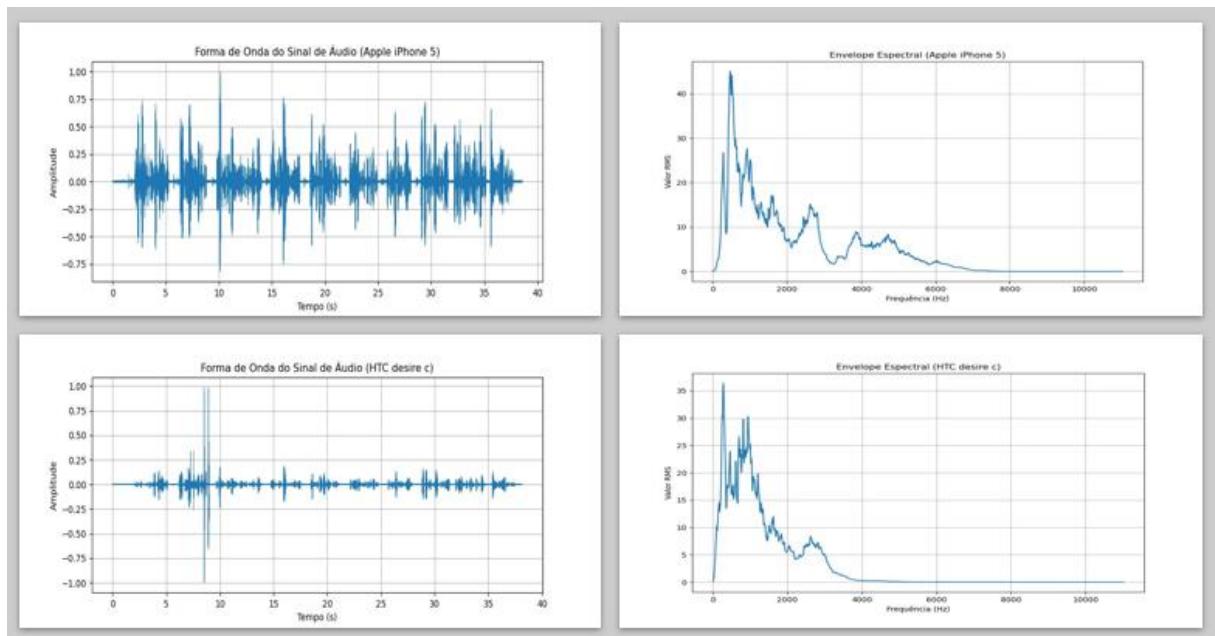 Forma de Onda do Sinal de Áudio (Apple iPhone 5)
1.00
0.75
0.50
0.25
0.00
−0.25
−0.50
−0.75
Amplitude
0 5 10 15 20 25 30 35 40
Tempo (s)
Envelope Espectral (Apple iPhone 5)
40
30
20
10
0
Valor RMS
0 2000 4000 6000 8000 10000
Frequência (Hz)
Forma de Onda do Sinal de Áudio (HTC desire c)
1.00
0.75
0.50
0.25
0.00
−0.25
−0.50
−0.75
−1.00
Amplitude
0 5 10 15 20 25 30 35 40
Tempo (s)
Envelope Espectral (HTC desire c)
35
30
25
20
15
10
5
0
Valor RMS
0 2000 4000 6000 8000 10000
Frequência (Hz)